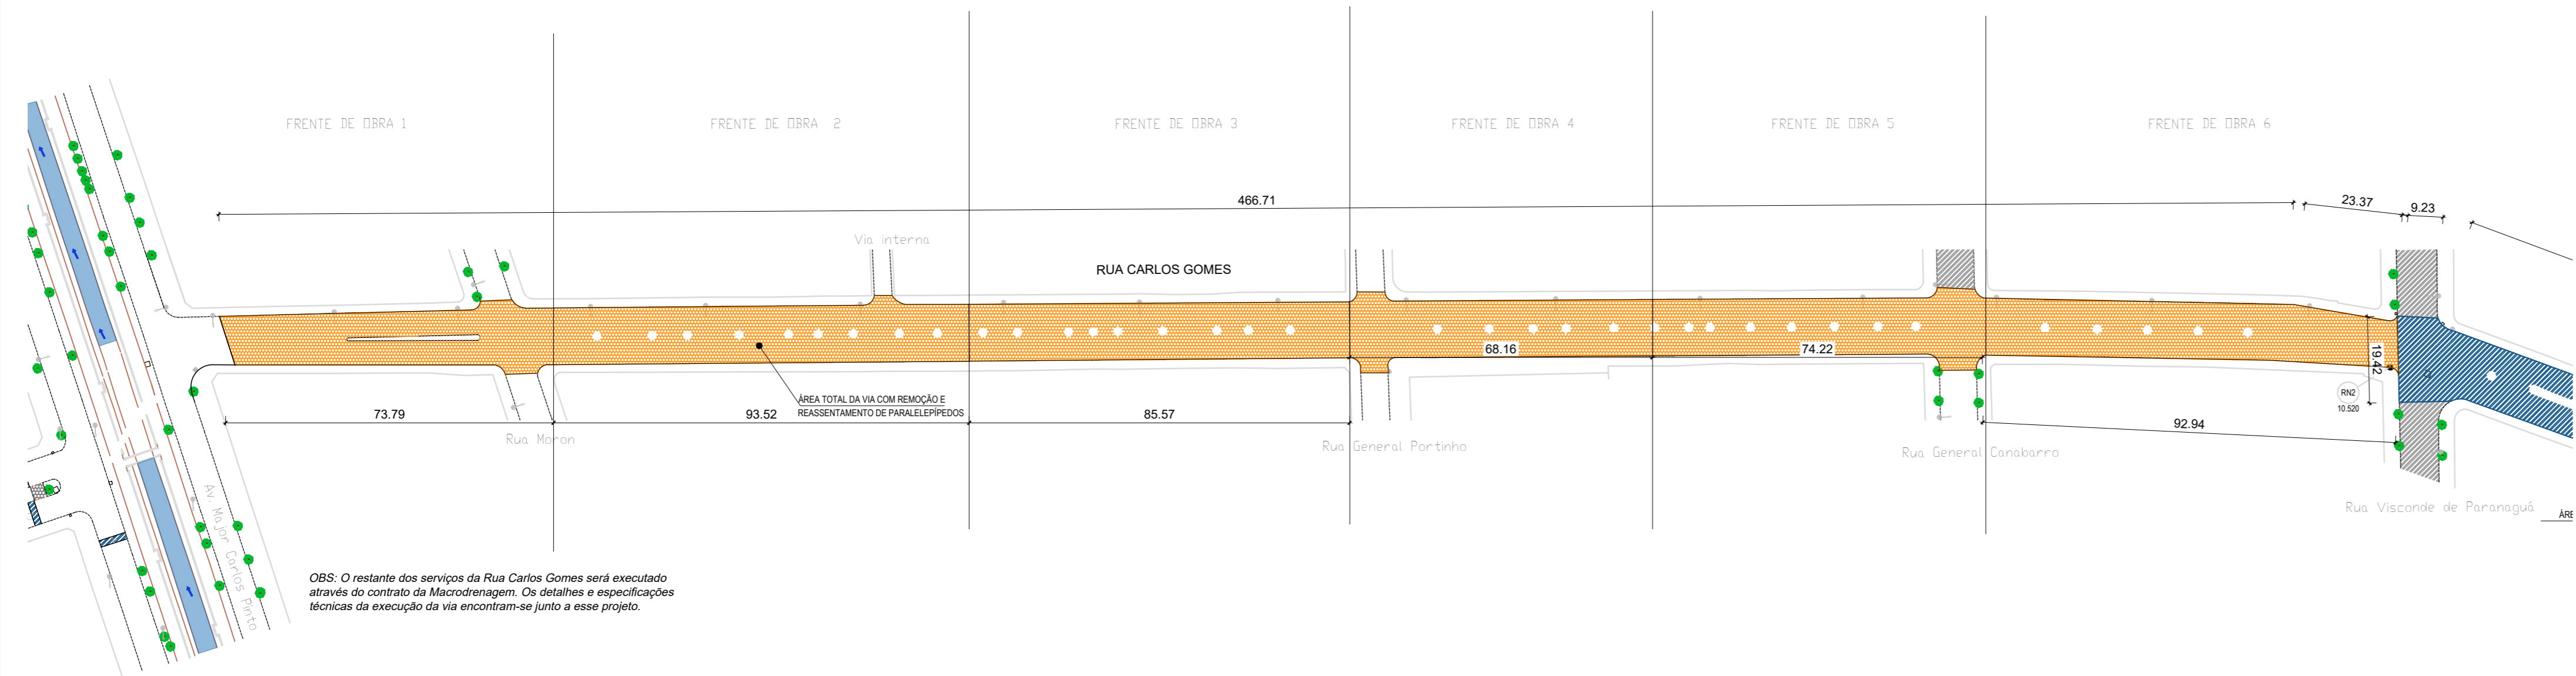 FRENTE DE OBRA 1
FRENTE DE OBRA 2
FRENTE DE OBRA 3
FRENTE DE OBRA 4
FRENTE DE OBRA 5
FRENTE DE OBRA 6
466.71
23.37
9.23
Via interna
RUA CARLOS GOMES
68.16
74.22
19.42
RN2
10.520
ÁREA TOTAL DA VIA COM REMOÇÃO E
REASSENTAMENTO DE PARALELEPÍPEDOS
73.79
93.52
85.57
92.94
Rua Moron
Rua General Portinho
Rua General Canabarro
Rua Visconde de Paranaguá
ÁRE
Av. Major Carlos Pinto
OBS: O restante dos serviços da Rua Carlos Gomes será executado
através do contrato da Macrodrenagem. Os detalhes e especificações
técnicas da execução da via encontram-se junto a esse projeto.